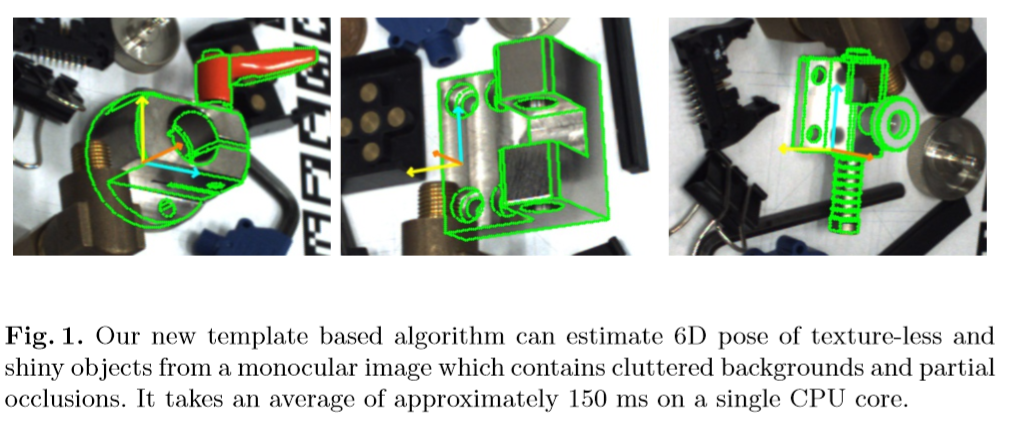 Fig. 1. Our new template based algorithm can estimate 6D pose of texture-less and
shiny objects from a monocular image which contains cluttered backgrounds and partial
occlusions. It takes an average of approximately 150 ms on a single CPU core.